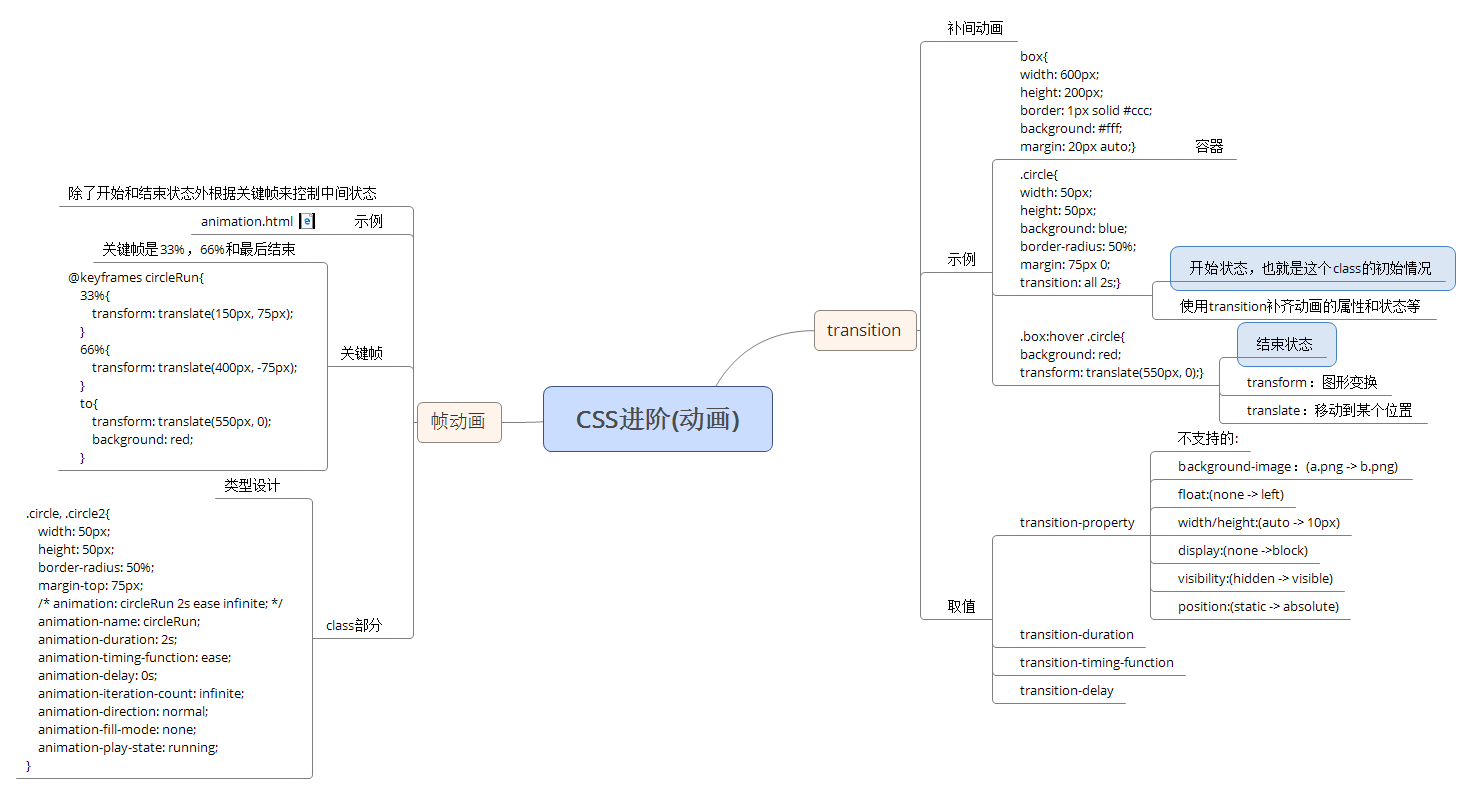 CSS进阶(动画)
transition
补间动画
示例
box{
width: 600px;
height: 200px;
border: 1px solid #ccc;
background: #fff;
margin: 20px auto;}
容器
.circle{
width: 50px;
height: 50px;
background: blue;
border-radius: 50%;
margin: 75px 0;
transition: all 2s;}
开始状态，也就是这个class的初始情况
使用transition补齐动画的属性和状态等
.box:hover .circle{
background: red;
transform: translate(550px, 0);}
结束状态
transform：图形变换
translate：移动到某个位置
取值
transition-property
不支持的:
background-image：(a.png -> b.png)
float:(none -> left)
width/height:(auto -> 10px)
display:(none ->block)
visibility:(hidden -> visible)
position:(static -> absolute)
transition-duration
transition-timing-function
transition-delay
帧动画
除了开始和结束状态外根据关键帧来控制中间状态
示例
animation.html
关键帧
关键帧是33%，66%和最后结束
@keyframes circleRun{
33%{
transform: translate(150px, 75px);
}
66%{
transform: translate(400px, -75px);
}
to{
transform: translate(550px, 0);
background: red;
}
class部分
类型设计
.circle, .circle2{
width: 50px;
height: 50px;
border-radius: 50%;
margin-top: 75px;
/* animation: circleRun 2s ease infinite; */
animation-name: circleRun;
animation-duration: 2s;
animation-timing-function: ease;
animation-delay: 0s;
animation-iteration-count: infinite;
animation-direction: normal;
animation-fill-mode: none;
animation-play-state: running;
}